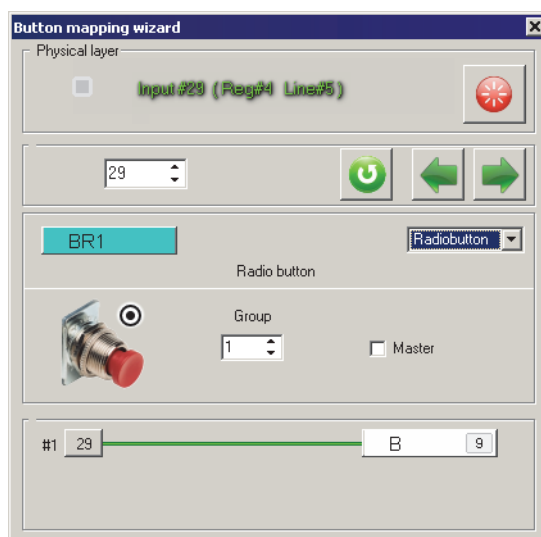 Button mapping wizard
Physical layer
Input #29 (Reg#4 Line#5)
29
BR1
Radiobutton
Radio button
Group
1
Master
#1 29 B 9